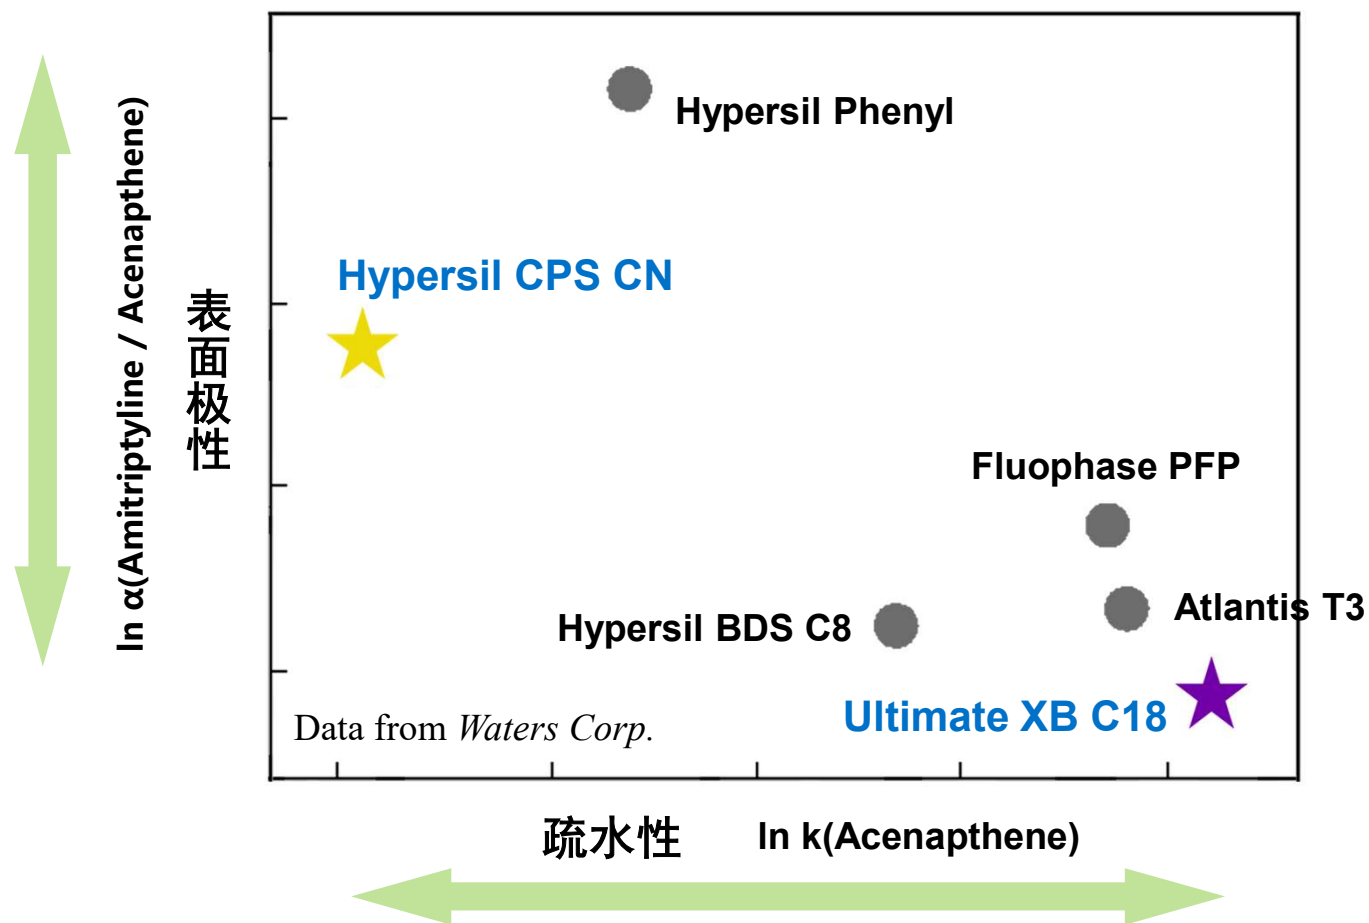 Hypersil Phenyl
ln α(Amitriptyline / Acenapthene)
表面极性
Hypersil CPS CN
Fluophase PFP
Atlantis T3
Hypersil BDS C8
Ultimate XB C18
Data from Waters Corp.
疏水性 ln k(Acenapthene)